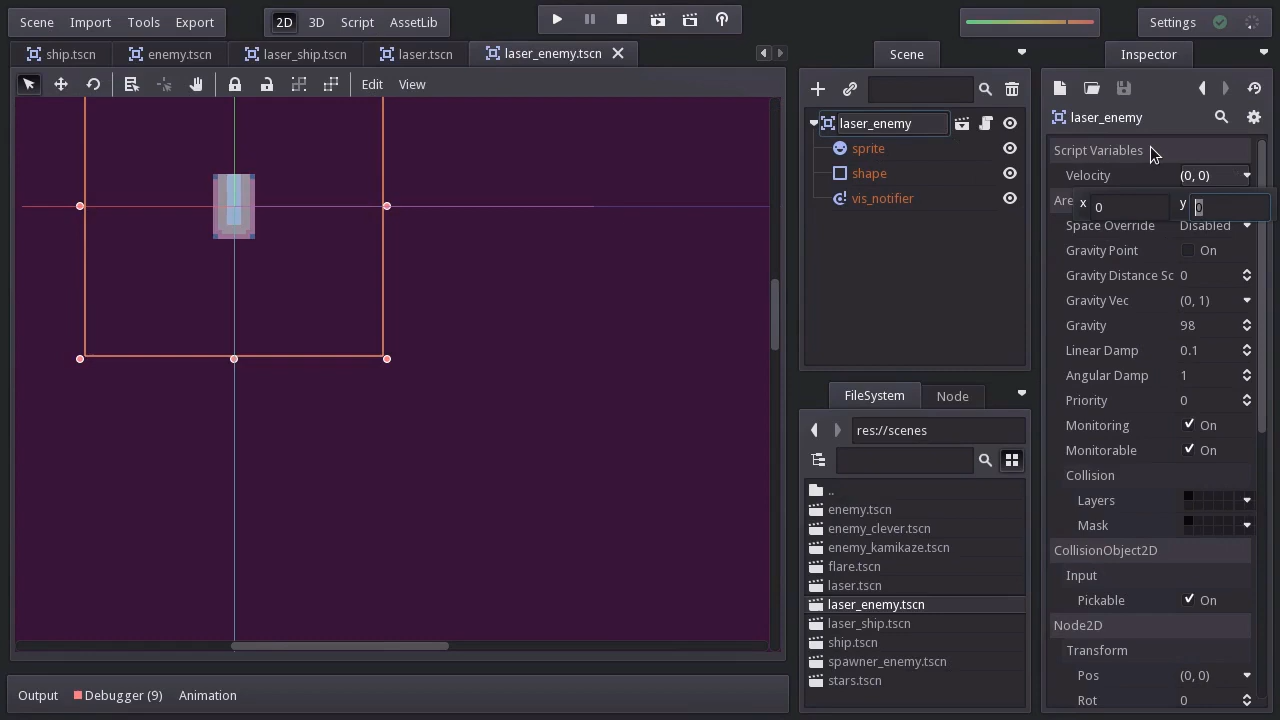 Scene Import Tools Export 2D 3D Script AssetLib Settings
ship.tscn enemy.tscn laser_ship.tscn laser.tscn laser_enemy.tscn Scene Inspector
Edit View
laser_enemy laser_enemy
sprite
shape
vis_notifier
Script Variables
Velocity (0, 0)
Are x 0 y 0
Space Override Disabled
Gravity Point On
Gravity Distance Sc 0
Gravity Vec (0, 1)
Gravity 98
Linear Damp 0.1
Angular Damp 1
Priority 0
Monitoring On
Monitorable On
Collision
Layers
Mask
CollisionObject2D
Input
Pickable On
Node2D
Transform
Pos (0, 0)
Rot 0
FileSystem Node
res://scenes
..
enemy.tscn
enemy_clever.tscn
enemy_kamikaze.tscn
flare.tscn
laser.tscn
laser_enemy.tscn
laser_ship.tscn
ship.tscn
spawner_enemy.tscn
stars.tscn
Output Debugger (9) Animation